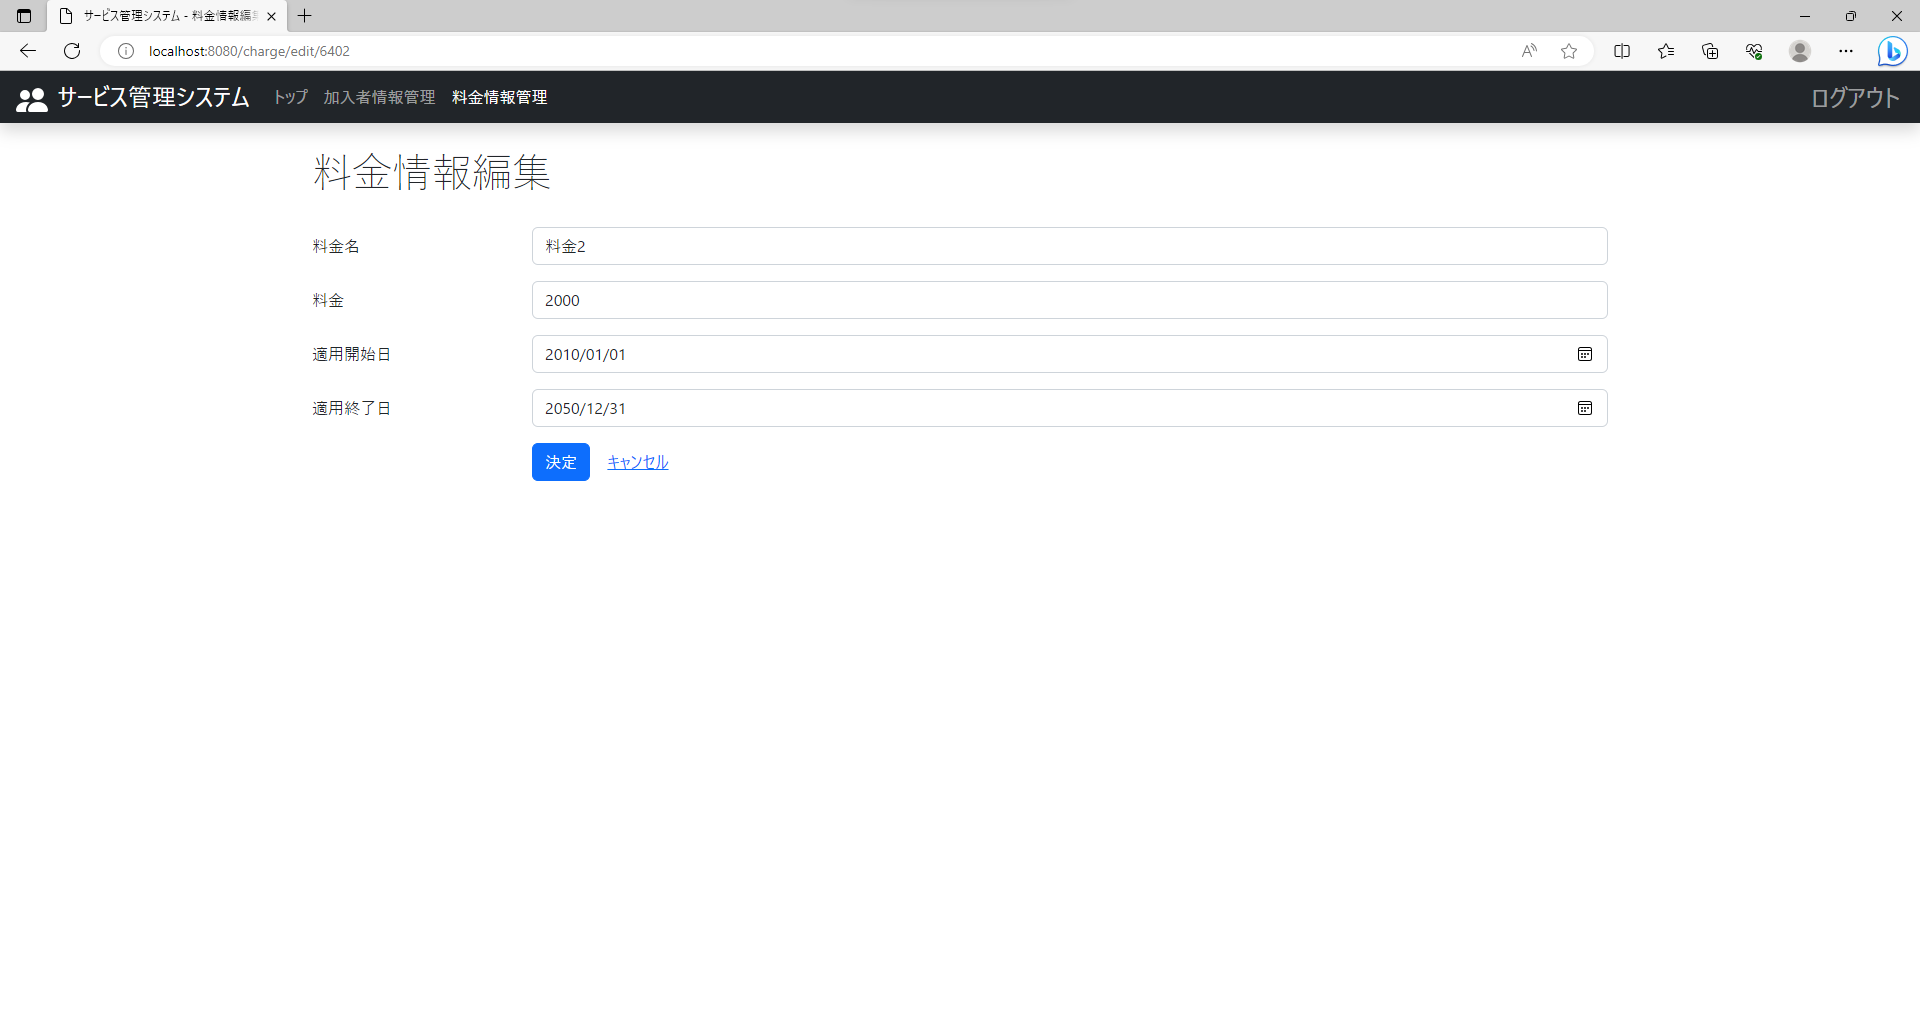 サービス管理システム - 料金情報編集
localhost:8080/charge/edit/6402
サービス管理システム トップ 加入者情報管理 料金情報管理 ログアウト
料金情報編集
料金名 料金2
料金 2000
適用開始日 2010/01/01
適用終了日 2050/12/31
決定 キャンセル